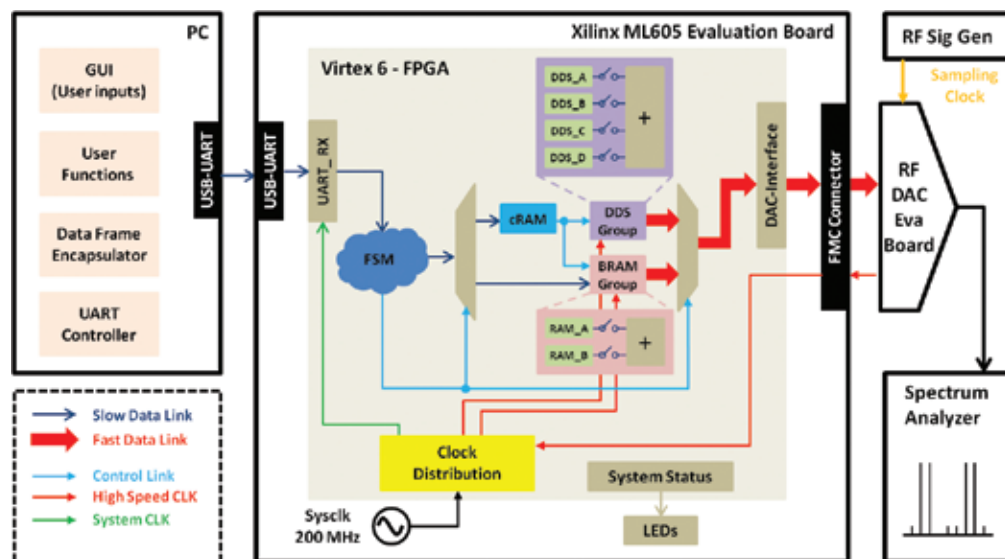 PC
GUI
(User inputs)
User
Functions
Data Frame
Encapsulator
UART
Controller
USB-UART
Slow Data Link
Fast Data Link
Control Link
High Speed CLK
System CLK
Xilinx ML605 Evaluation Board
USB-UART
Virtex 6 - FPGA
UART_RX
FSM
cRAM
DDS_A
DDS_B
DDS_C
DDS_D
+
DDS
Group
BRAM
Group
RAM_A
RAM_B
+
DAC-Interface
FMC Connector
Clock
Distribution
Sysclk
200 MHz
System Status
LEDs
RF Sig Gen
Sampling
Clock
RF
DAC
Eva
Board
Spectrum
Analyzer